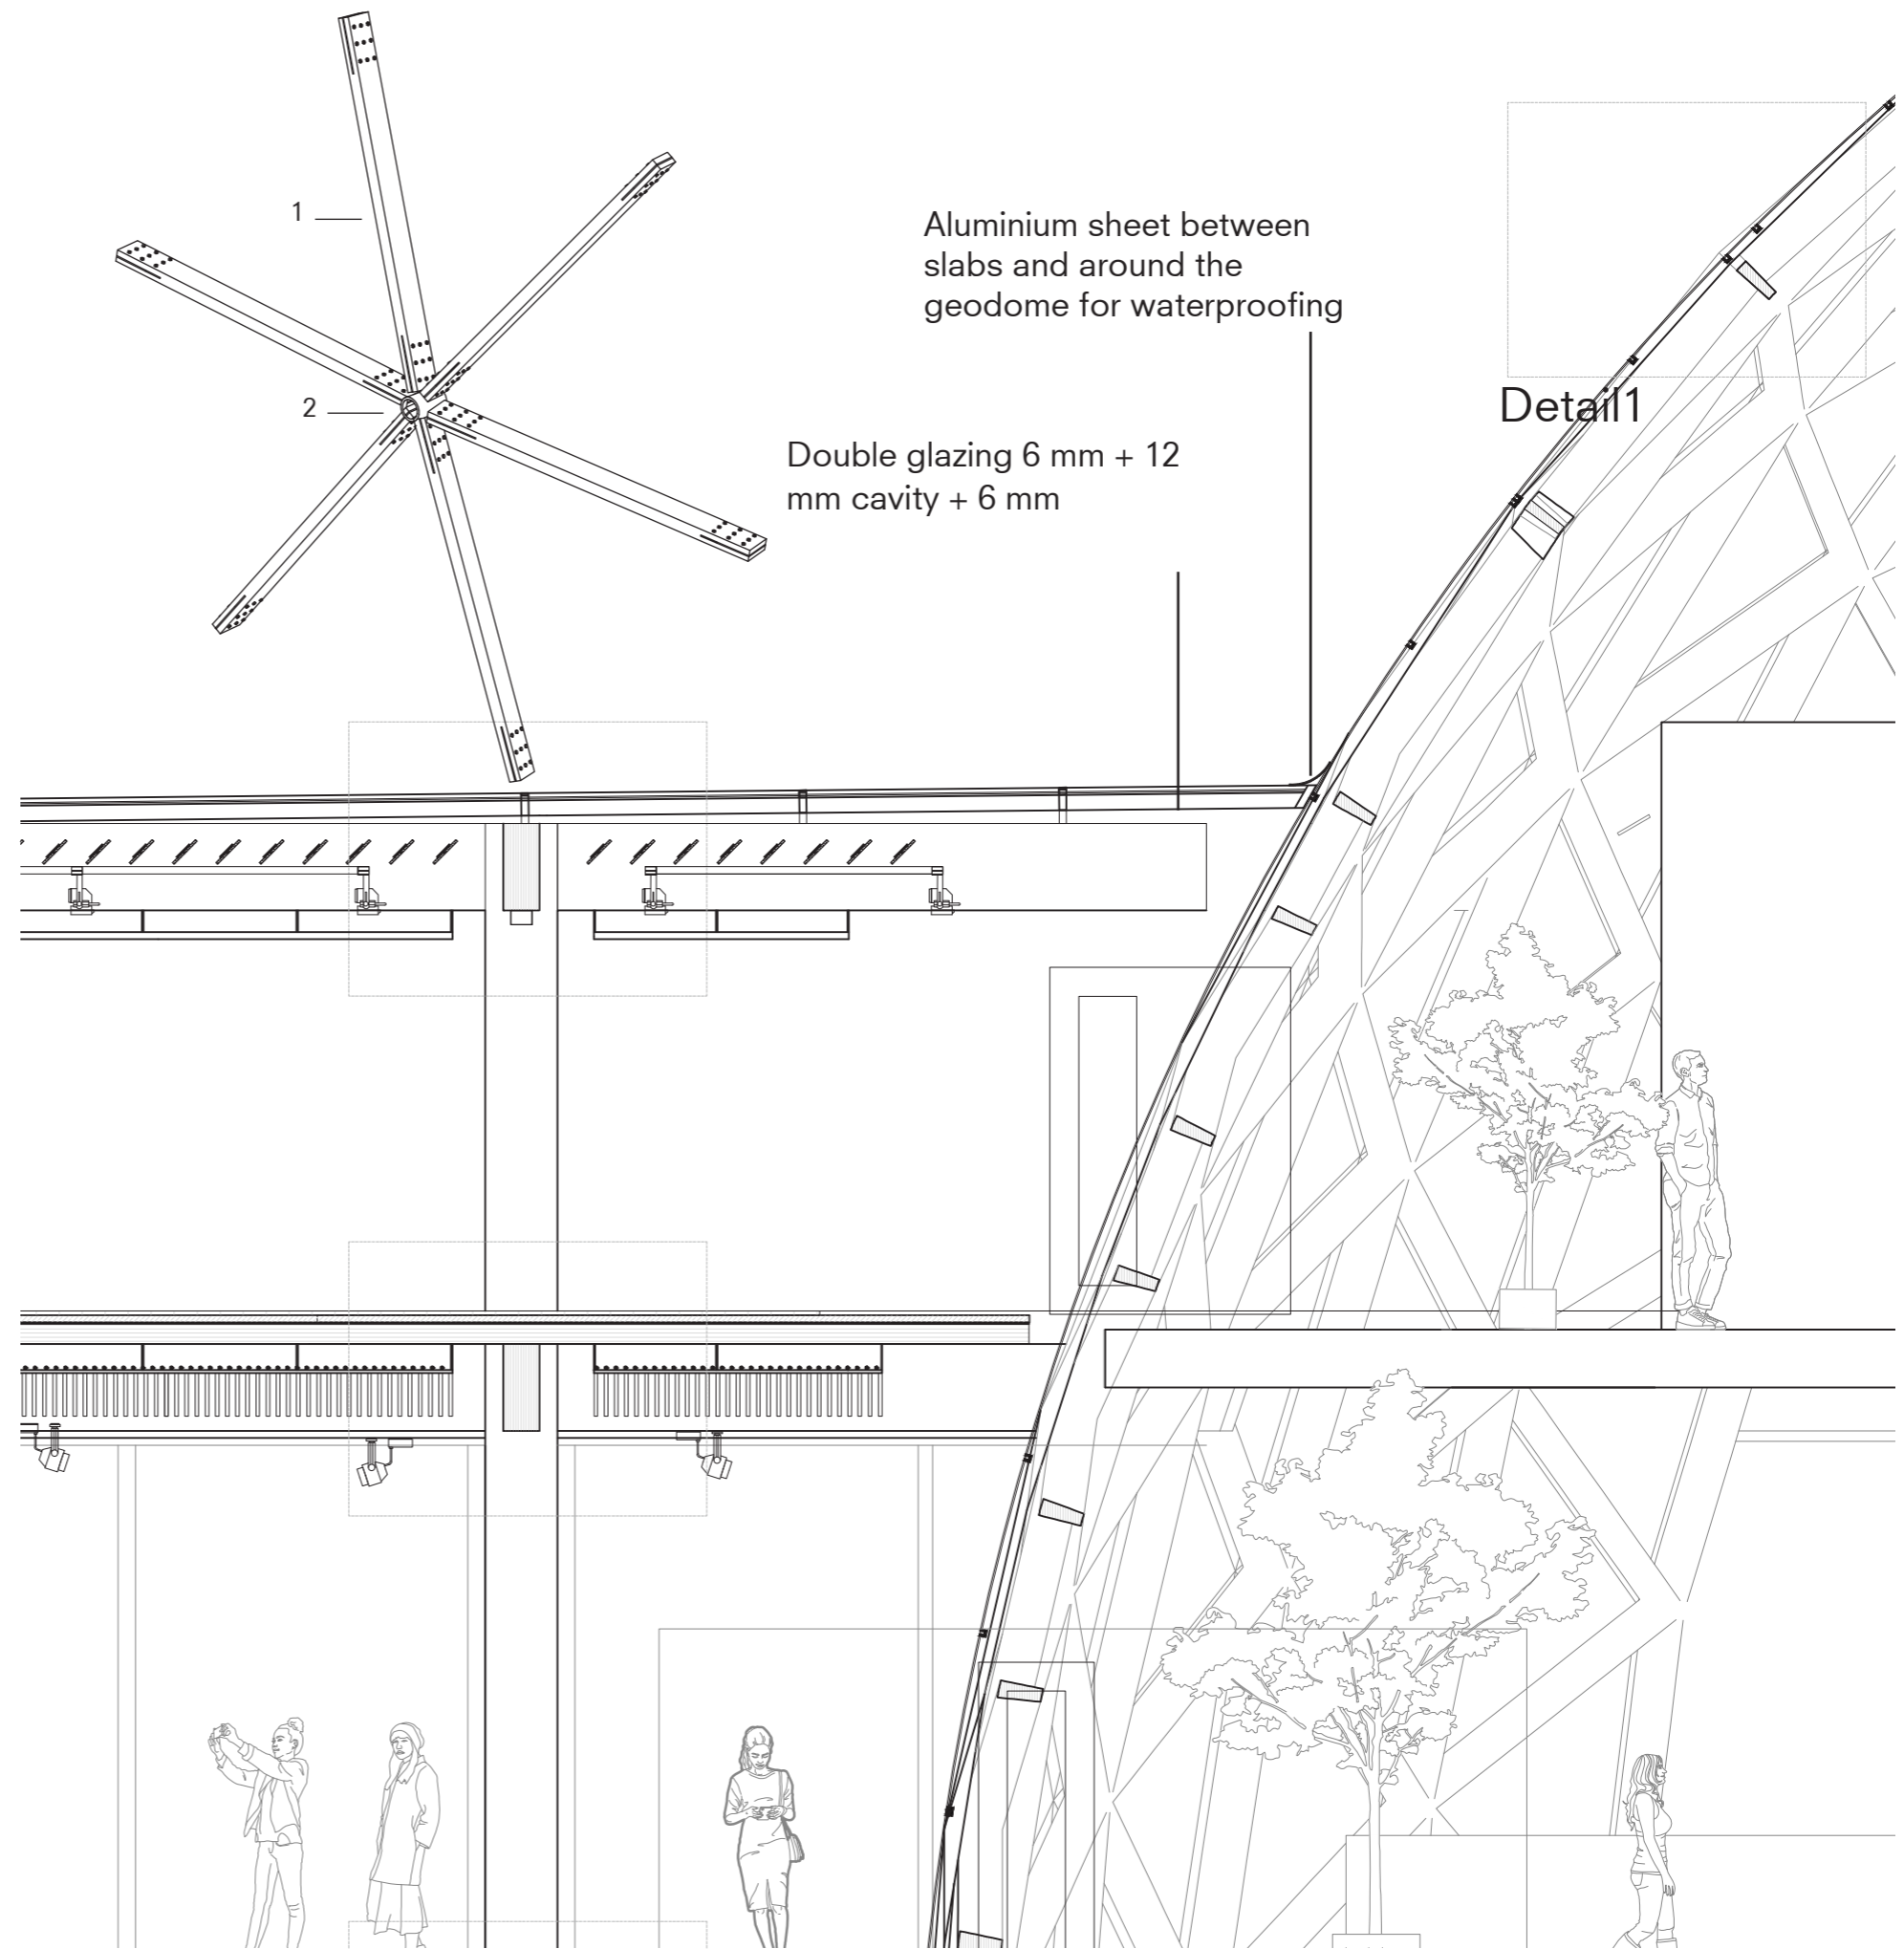 1
Aluminium sheet between
slabs and around the
geodome for waterproofing
Detail1
2
Double glazing 6 mm + 12
mm cavity + 6 mm